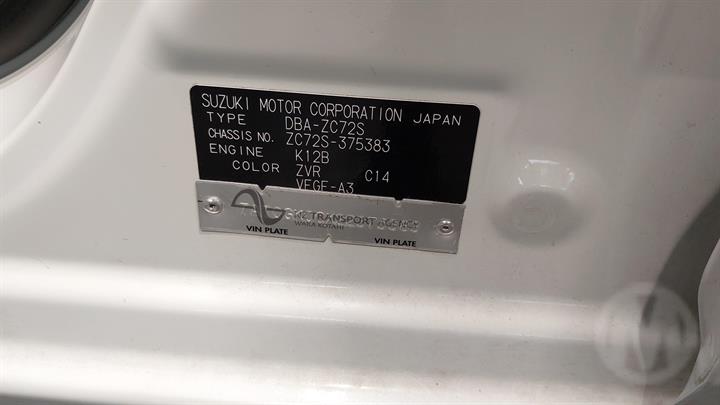 SUZUKI MOTOR CORPORATION JAPAN
TYPE DBA-ZC72S
CHASSIS NO. ZC72S-375383
ENGINE K12B
COLOR ZVR C14
VEGF-A3
NZ TRANSPORT AGENCY
WAKA KOTAHI
VIN PLATE VIN PLATE
M